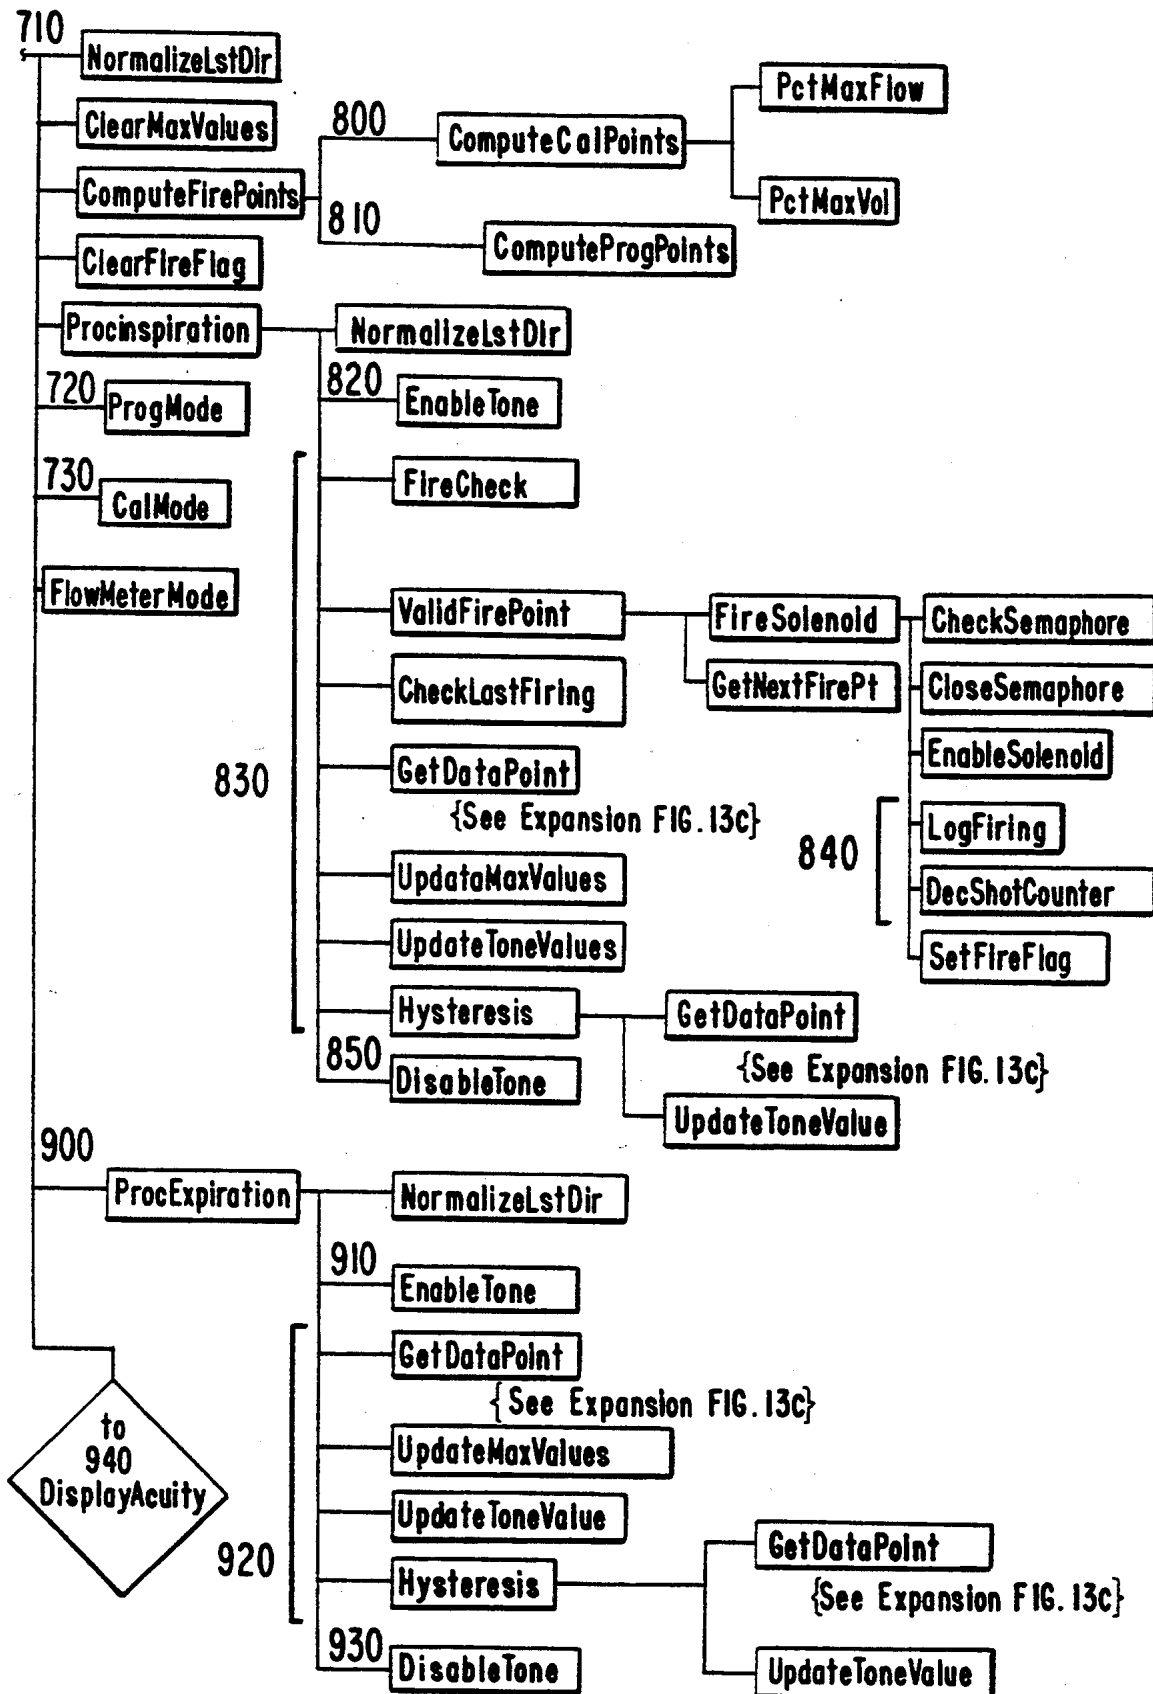 710
NormalizeLstDir
PctMaxFlow
ClearMaxValues
800
ComputeCalPoints
ComputeFirePoints
PctMaxVol
810
ComputeProgPoints
ClearFireFlag
Procinspiration
NormalizeLstDir
720
ProgMode
820
EnableTone
730
CalMode
FireCheck
FlowMeterMode
ValidFirePoint
FireSolenoid
CheckSemaphore
CheckLastFiring
GetNextFirePt
CloseSemaphore
830
GetDataPoint
EnableSolenoid
{See Expansion FIG. 13c}
840
LogFiring
UpdataMaxValues
DecShotCounter
UpdateToneValues
SetFireFlag
Hysteresis
GetDataPoint
850
DisableTone
{See Expansion FIG. 13c}
UpdateToneValue
900
ProcExpiration
NormalizeLstDir
910
EnableTone
GetDataPoint
{See Expansion FIG. 13c}
to
940
DisplayAcuity
UpdateMaxValues
UpdateToneValue
920
GetDataPoint
Hysteresis
{See Expansion FIG. 13c}
930
DisableTone
UpdateToneValue